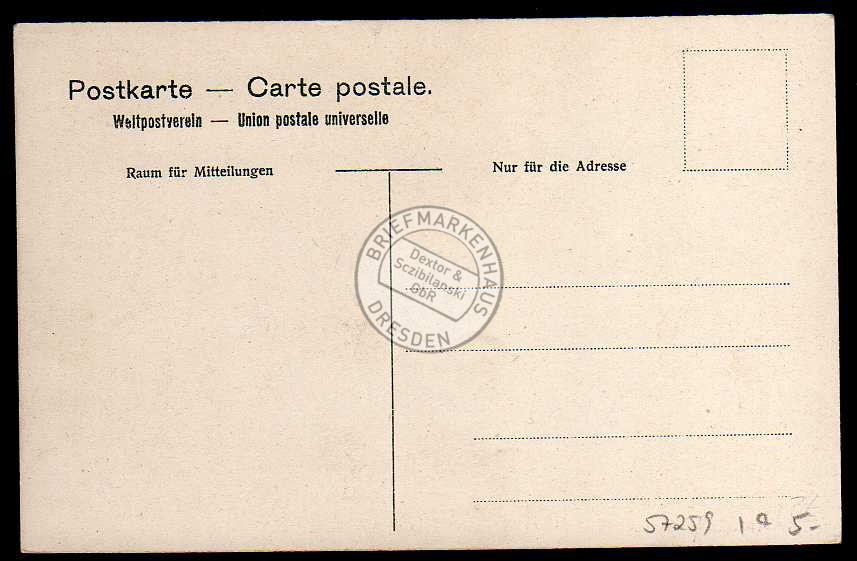 Postkarte — Carte postale.
Weltpostverein — Union postale universelle
Raum für Mitteilungen
Nur für die Adresse
BRIEFMARKENHAUS
Dextor &
Sczibilanski
GbR
DRESDEN
57259 1a 5-